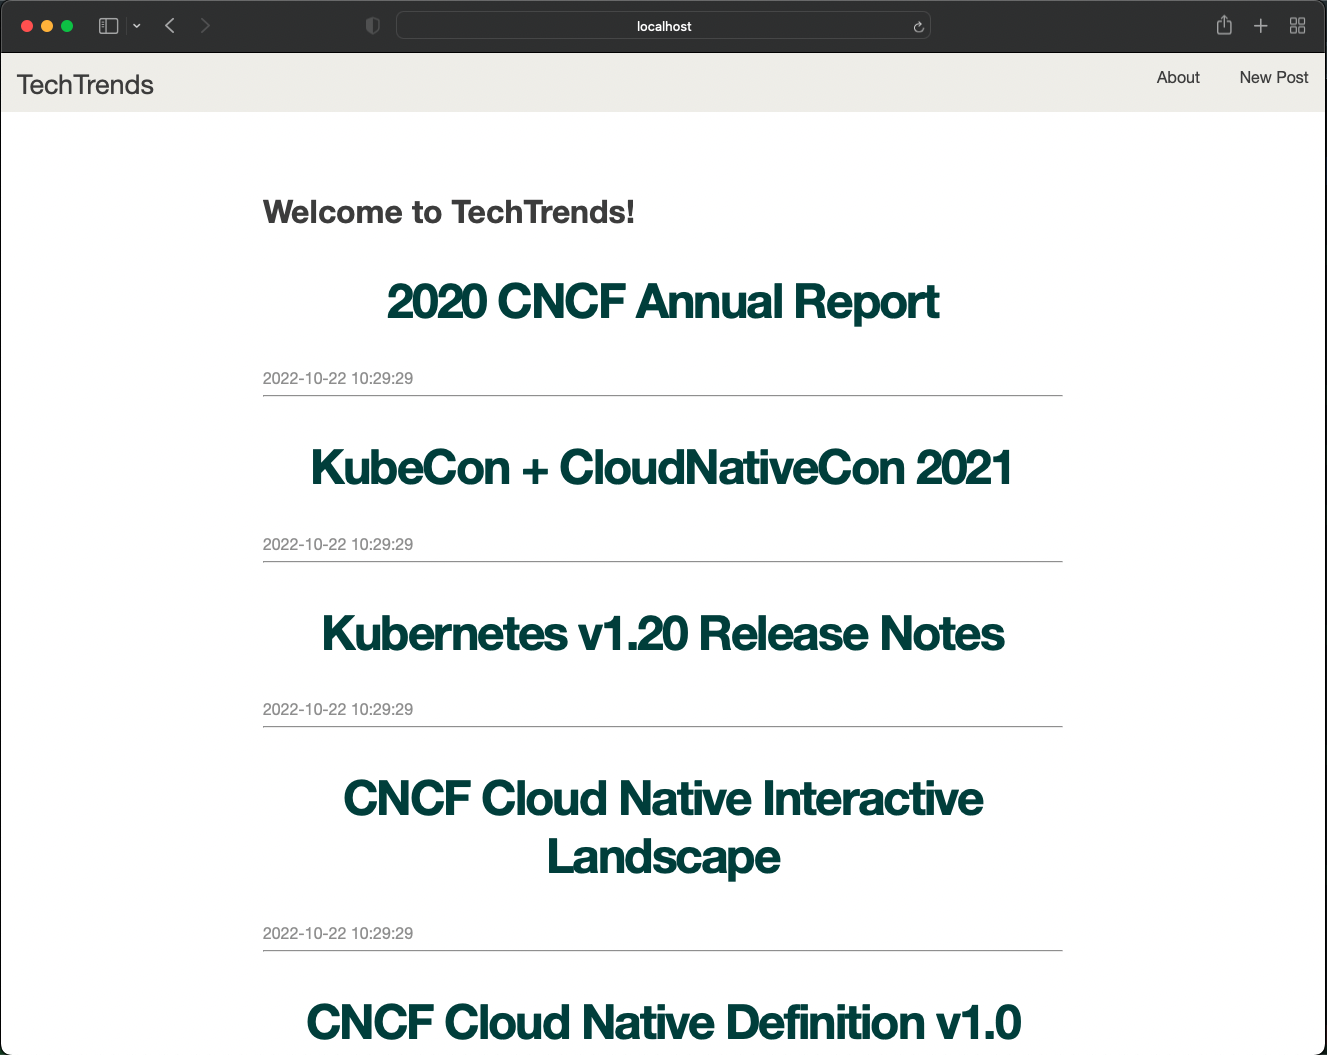 localhost
TechTrends
About
New Post
Welcome to TechTrends!
2020 CNCF Annual Report
2022-10-22 10:29:29
KubeCon + CloudNativeCon 2021
2022-10-22 10:29:29
Kubernetes v1.20 Release Notes
2022-10-22 10:29:29
CNCF Cloud Native Interactive
Landscape
2022-10-22 10:29:29
CNCF Cloud Native Definition v1.0